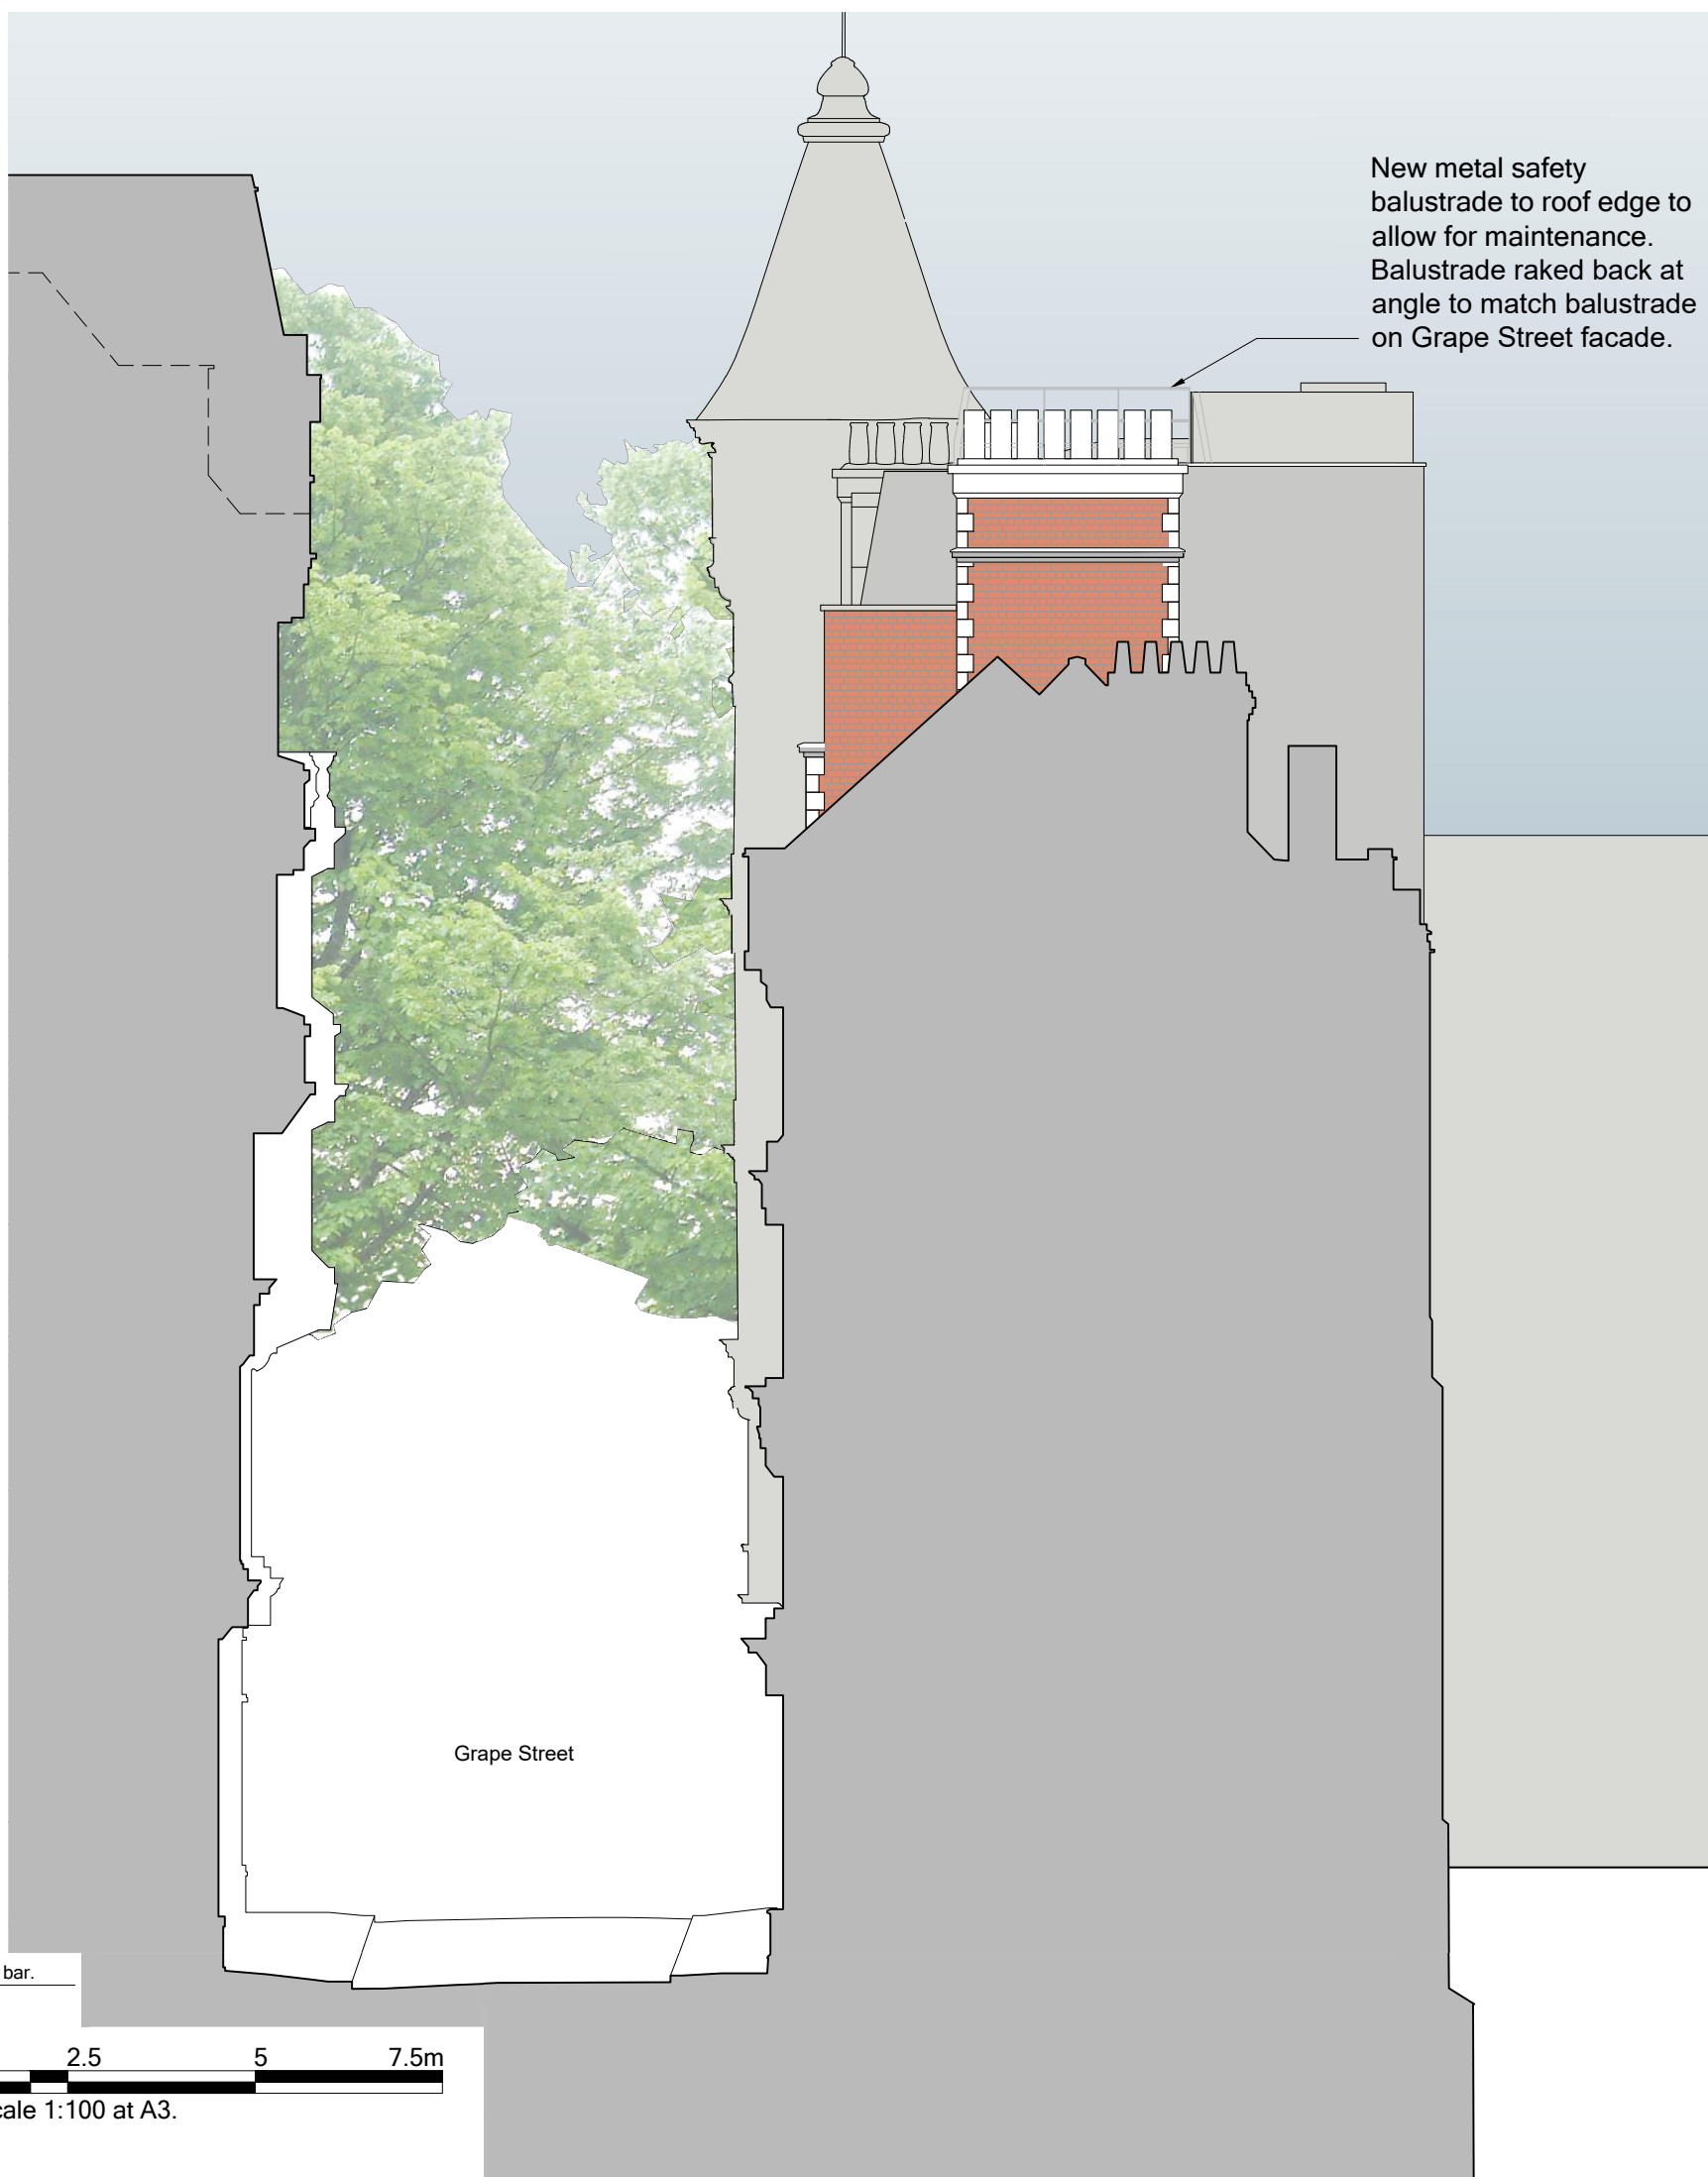 New metal safety
balustrade to roof edge to
allow for maintenance.
Balustrade raked back at
angle to match balustrade
on Grape Street facade.
Grape Street
bar.
2.5 5 7.5m
cale 1:100 at A3.